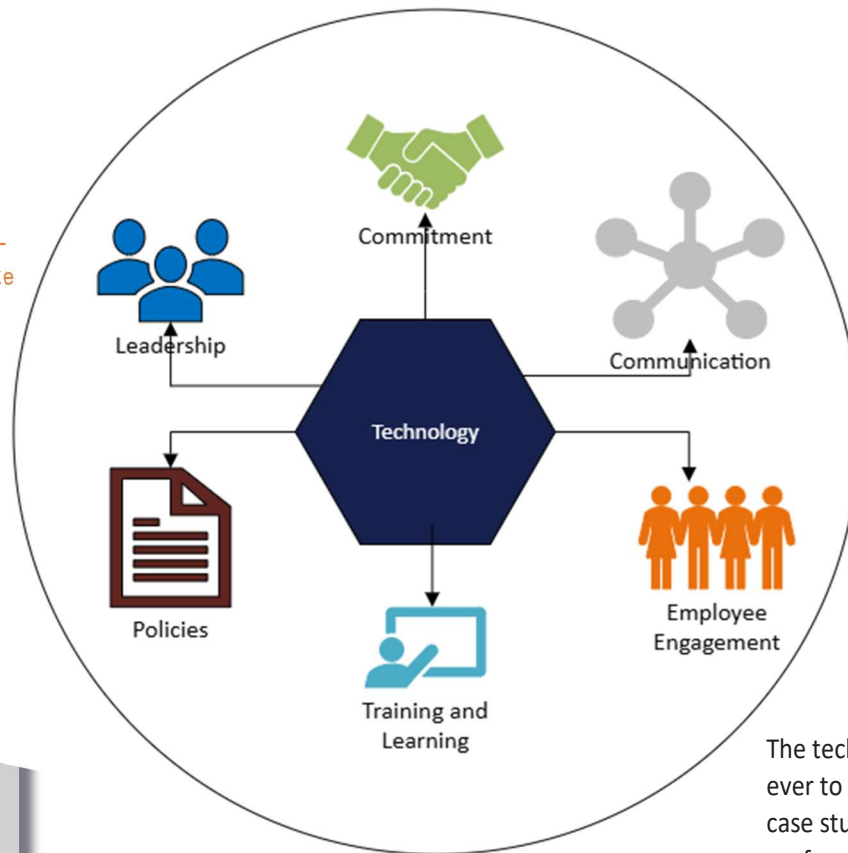 Commitment
Leadership
Communication
Technology
Policies
Employee
Engagement
Training and
Learning
The tech
ever to
case stu